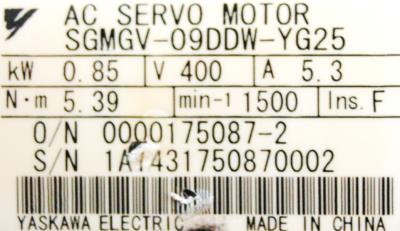 AC SERVO MOTOR
SGMGV-09DDW-YG25
kW 0.85 V 400 A 5.3
N·m 5.39 min-1 1500 Ins. F
O/N 0000175087-2
S/N
YASKAWA ELECTRIC MADE IN CHINA